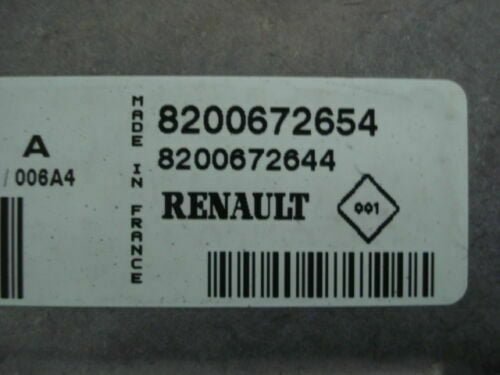 A
/ 006A4
MADE IN FRANCE
8200672654
8200672644
RENAULT
001